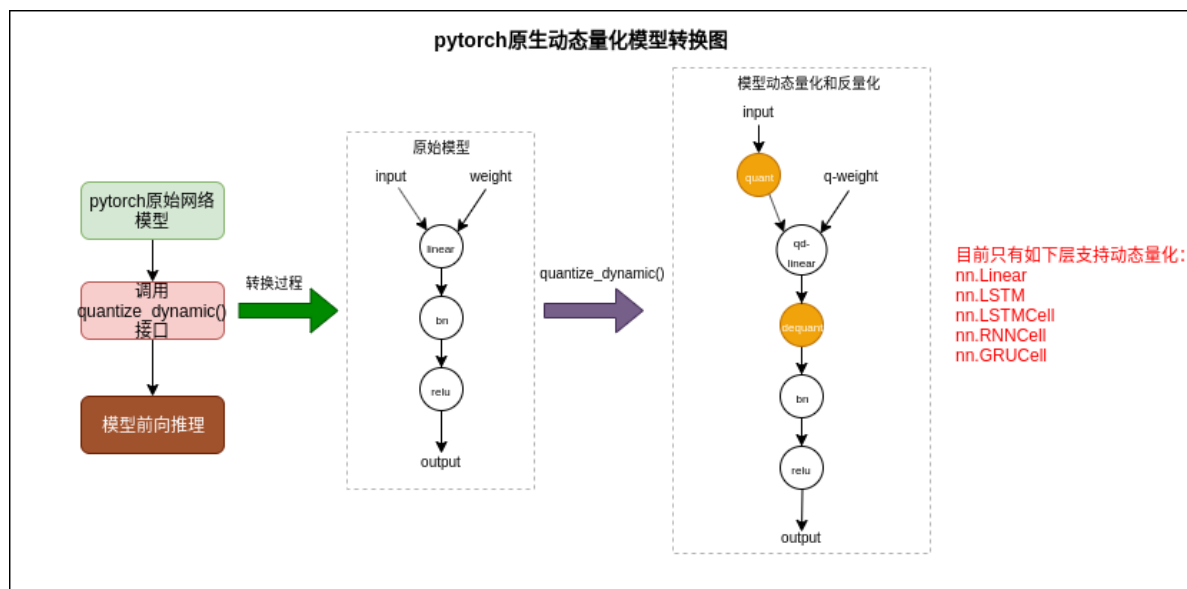 pytorch原生动态量化模型转换图
pytorch原始网络
模型
调用
quantize_dynamic()
接口
模型前向推理
转换过程
原始模型
input
weight
linear
bn
relu
output
quantize_dynamic()
模型动态量化和反量化
input
quant
q-weight
qd-
linear
dequant
bn
relu
output
目前只有如下层支持动态量化：
nn.Linear
nn.LSTM
nn.LSTMCell
nn.RNNCell
nn.GRUCell